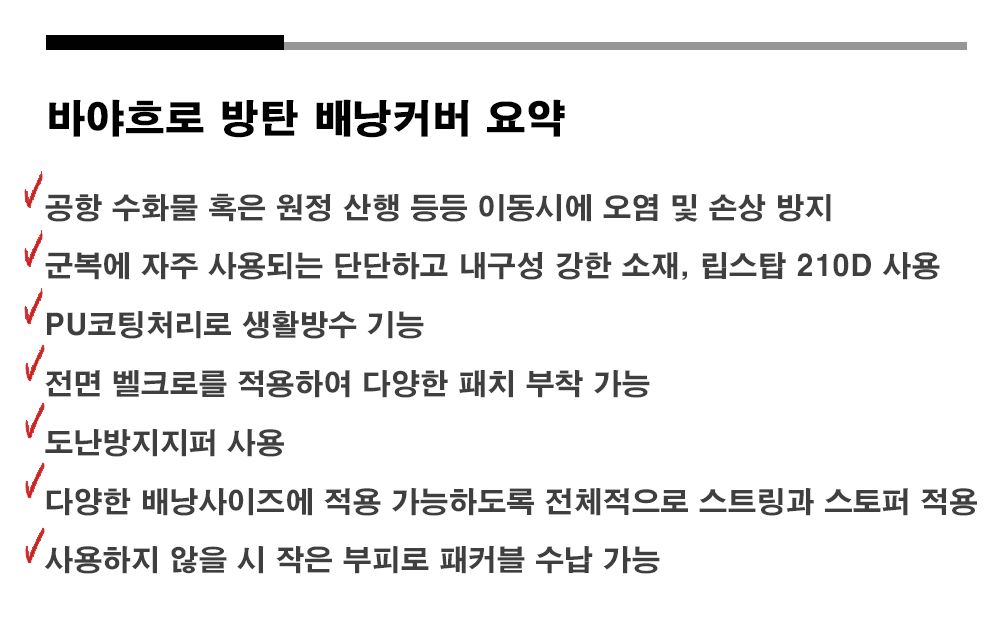 바야흐로 방탄 배낭커버 요약
공항 수화물 혹은 원정 산행 등등 이동시에 오염 및 손상 방지
군복에 자주 사용되는 단단하고 내구성 강한 소재, 립스탑 210D 사용
PU코팅처리로 생활방수 기능
전면 벨크로를 적용하여 다양한 패치 부착 가능
도난방지지퍼 사용
다양한 배낭사이즈에 적용 가능하도록 전체적으로 스트링과 스토퍼 적용
사용하지 않을 시 작은 부피로 패커블 수납 가능